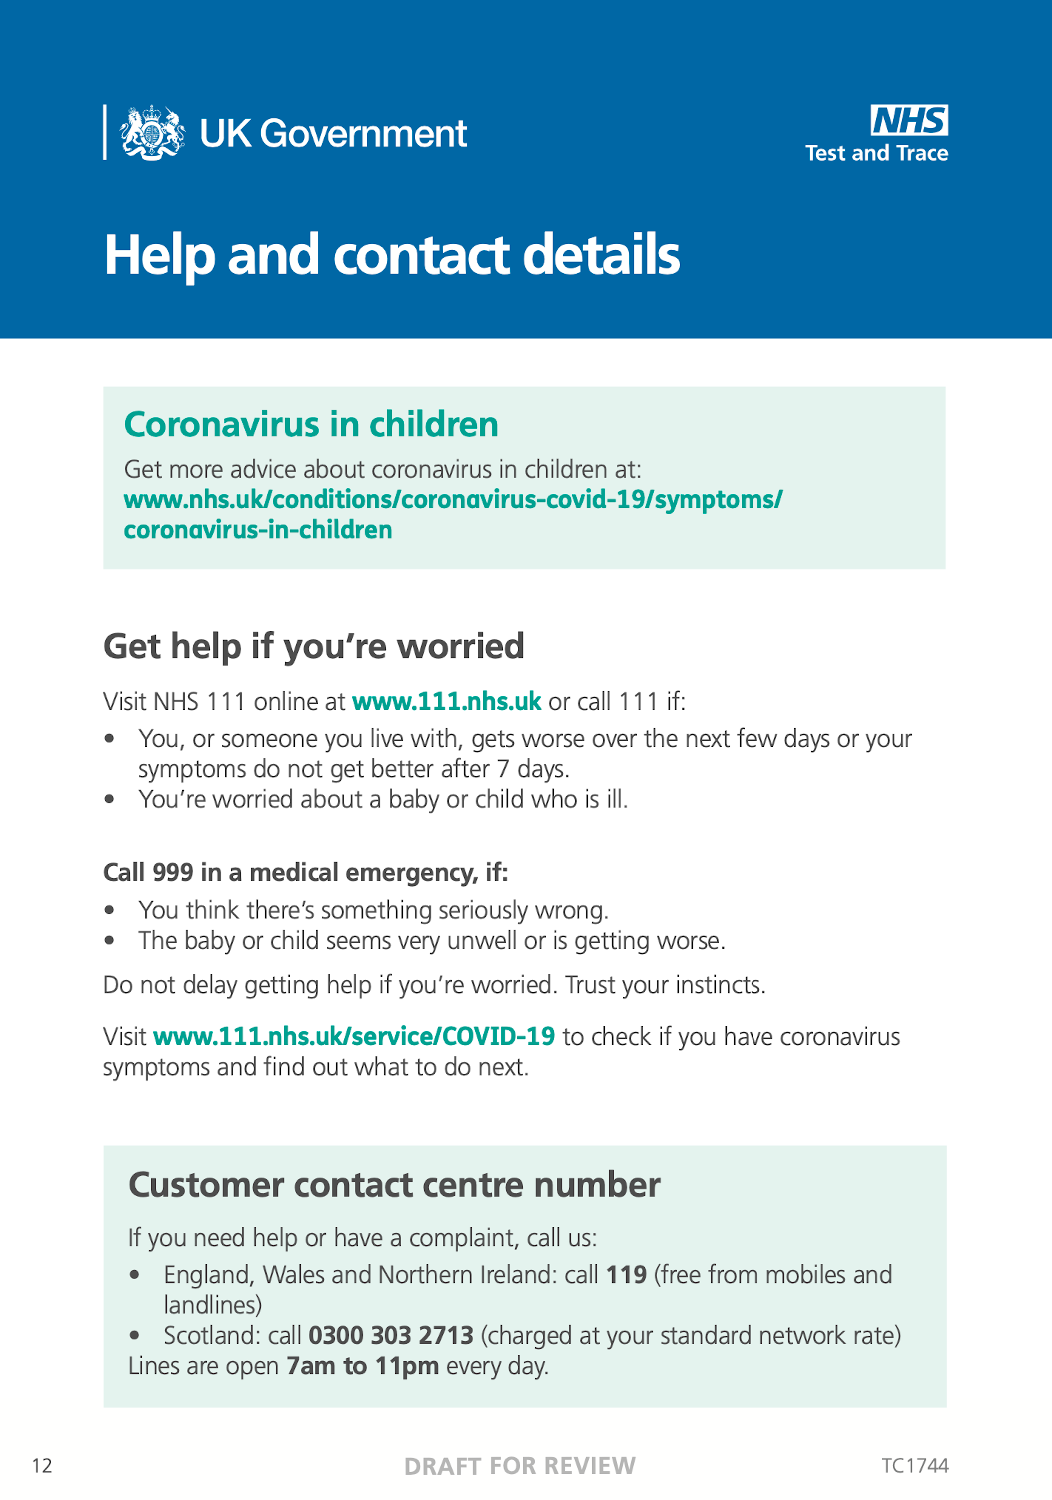 UK Government
NHS
Test and Trace
Help and contact details
Coronavirus in children
Get more advice about coronavirus in children at:
www.nhs.uk/conditions/coronavirus-covid-19/symptoms/
coronavirus-in-children
Get help if you’re worried
Visit NHS 111 online at www.111.nhs.uk or call 111 if:
• You, or someone you live with, gets worse over the next few days or your
symptoms do not get better after 7 days.
• You’re worried about a baby or child who is ill.
Call 999 in a medical emergency, if:
• You think there’s something seriously wrong.
• The baby or child seems very unwell or is getting worse.
Do not delay getting help if you’re worried. Trust your instincts.
Visit www.111.nhs.uk/service/COVID-19 to check if you have coronavirus
symptoms and find out what to do next.
Customer contact centre number
If you need help or have a complaint, call us:
• England, Wales and Northern Ireland: call 119 (free from mobiles and
landlines)
• Scotland: call 0300 303 2713 (charged at your standard network rate)
Lines are open 7am to 11pm every day.
12
DRAFT FOR REVIEW
TC1744